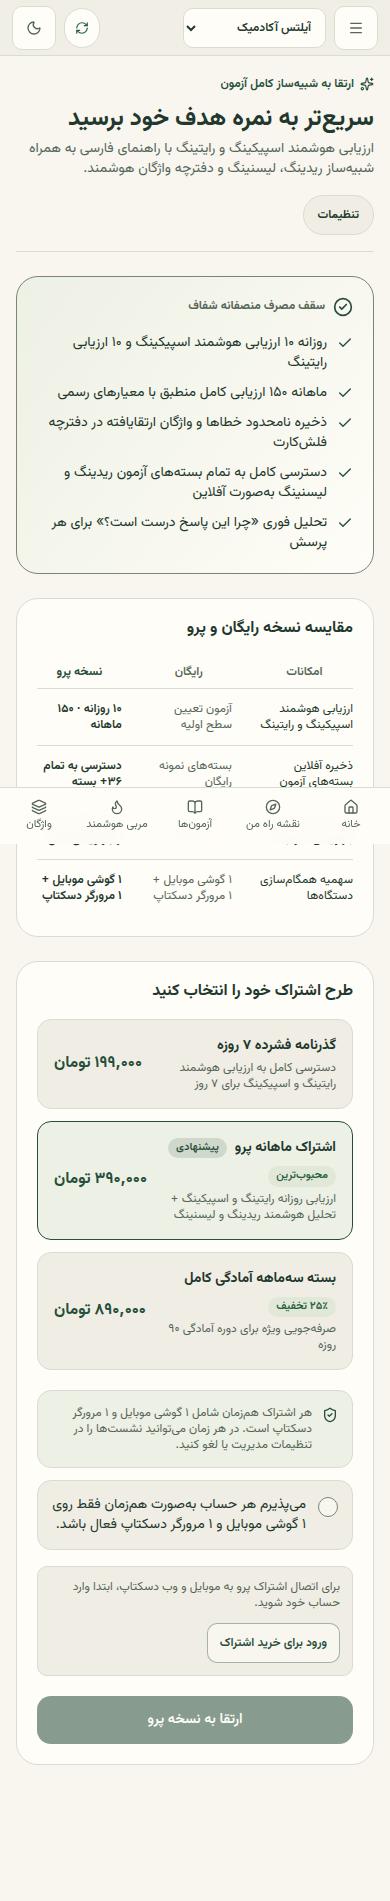 آیلتس آکادمیک
ارتقا به شبیه‌ساز کامل آزمون
سریع‌تر به نمره هدف خود برسید
ارزیابی هوشمند اسپیکینگ و رایتینگ با راهنمای فارسی به همراه
شبیه‌ساز ریدینگ، لیسنینگ و دفترچه واژگان هوشمند.
تنظیمات
سقف مصرف منصفانه شفاف
روزانه ۱۰ ارزیابی هوشمند اسپیکینگ و ۱۰ ارزیابی
رایتینگ
ماهانه ۱۵۰ ارزیابی کامل منطبق با معیارهای رسمی
ذخیره نامحدود خطاها و واژگان ارتقایافته در دفترچه
فلش‌کارت
دسترسی کامل به تمام بسته‌های آزمون ریدینگ و
لیسنینگ به‌صورت آفلاین
تحلیل فوری «چرا این پاسخ درست است؟» برای هر
پرسش
مقایسه نسخه رایگان و پرو
امکانات رایگان نسخه پرو
ارزیابی هوشمند آزمون تعیین ۱۰ روزانه · ۱۵۰
اسپیکینگ و رایتینگ سطح اولیه ماهانه
ذخیره آفلاین بسته‌های نمونه دسترسی به تمام
بسته‌های آزمون رایگان ۳۶+ بسته
خانه
نقشه راه من
آزمون‌ها
مربی هوشمند
واژگان
سهمیه همگام‌سازی ۱ گوشی موبایل + ۱ گوشی موبایل +
دستگاه‌ها ۱ مرورگر دسکتاپ ۱ مرورگر دسکتاپ
طرح اشتراک خود را انتخاب کنید
گذرنامه فشرده ۷ روزه
دسترسی کامل به ارزیابی هوشمند
رایتینگ و اسپیکینگ برای ۷ روز
۱۹۹,۰۰۰ تومان
اشتراک ماهانه پرو پیشنهادی
محبوب‌ترین
ارزیابی روزانه رایتینگ و اسپیکینگ +
تحلیل هوشمند ریدینگ و لیسنینگ
۳۹۰,۰۰۰ تومان
بسته سه‌ماهه آمادگی کامل
۲۵٪ تخفیف
صرفه‌جویی ویژه برای دوره آمادگی ۹۰
روزه
۸۹۰,۰۰۰ تومان
هر اشتراک هم‌زمان شامل ۱ گوشی موبایل و ۱ مرورگر
دسکتاپ است. در هر زمان می‌توانید نشست‌ها را در
تنظیمات مدیریت یا لغو کنید.
می‌پذیرم هر حساب به‌صورت هم‌زمان فقط روی
۱ گوشی موبایل و ۱ مرورگر دسکتاپ فعال باشد.
برای اتصال اشتراک پرو به موبایل و وب دسکتاپ، ابتدا وارد
حساب خود شوید.
ورود برای خرید اشتراک
ارتقا به نسخه پرو